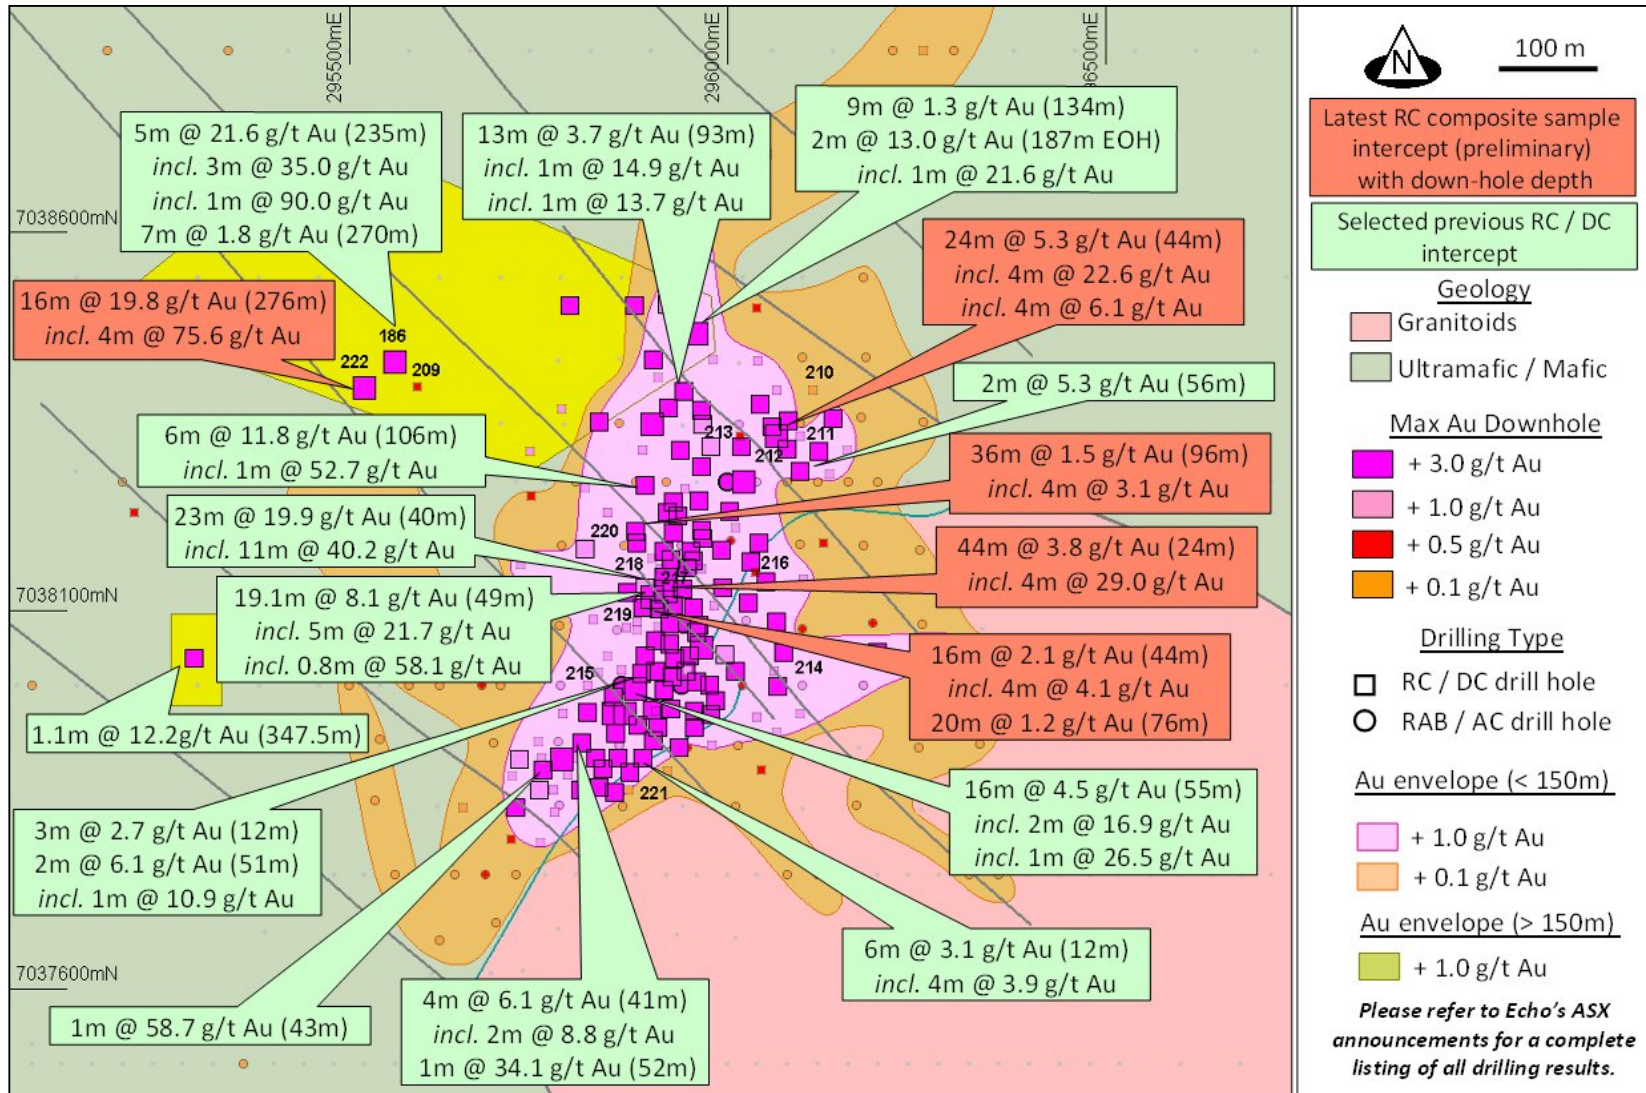 295500mE
296000mE
296500mE
7038600mN
7038100mN
7037600mN
5m @ 21.6 g/t Au (235m)
incl. 3m @ 35.0 g/t Au
incl. 1m @ 90.0 g/t Au
7m @ 1.8 g/t Au (270m)
13m @ 3.7 g/t Au (93m)
incl. 1m @ 14.9 g/t Au
incl. 1m @ 13.7 g/t Au
9m @ 1.3 g/t Au (134m)
2m @ 13.0 g/t Au (187m EOH)
incl. 1m @ 21.6 g/t Au
24m @ 5.3 g/t Au (44m)
incl. 4m @ 22.6 g/t Au
incl. 4m @ 6.1 g/t Au
16m @ 19.8 g/t Au (276m)
incl. 4m @ 75.6 g/t Au
186
222
209
210
2m @ 5.3 g/t Au (56m)
6m @ 11.8 g/t Au (106m)
incl. 1m @ 52.7 g/t Au
213
211
212
36m @ 1.5 g/t Au (96m)
incl. 4m @ 3.1 g/t Au
23m @ 19.9 g/t Au (40m)
incl. 11m @ 40.2 g/t Au
220
218
216
217
219
44m @ 3.8 g/t Au (24m)
incl. 4m @ 29.0 g/t Au
19.1m @ 8.1 g/t Au (49m)
incl. 5m @ 21.7 g/t Au
incl. 0.8m @ 58.1 g/t Au
16m @ 2.1 g/t Au (44m)
incl. 4m @ 4.1 g/t Au
20m @ 1.2 g/t Au (76m)
215
214
1.1m @ 12.2g/t Au (347.5m)
221
3m @ 2.7 g/t Au (12m)
2m @ 6.1 g/t Au (51m)
incl. 1m @ 10.9 g/t Au
16m @ 4.5 g/t Au (55m)
incl. 2m @ 16.9 g/t Au
incl. 1m @ 26.5 g/t Au
6m @ 3.1 g/t Au (12m)
incl. 4m @ 3.9 g/t Au
1m @ 58.7 g/t Au (43m)
4m @ 6.1 g/t Au (41m)
incl. 2m @ 8.8 g/t Au
1m @ 34.1 g/t Au (52m)
N
100 m
Latest RC composite sample
intercept (preliminary)
with down-hole depth
Selected previous RC / DC
intercept
Geology
Granitoids
Ultramafic / Mafic
Max Au Downhole
+ 3.0 g/t Au
+ 1.0 g/t Au
+ 0.5 g/t Au
+ 0.1 g/t Au
Drilling Type
RC / DC drill hole
RAB / AC drill hole
Au envelope (< 150m)
+ 1.0 g/t Au
+ 0.1 g/t Au
Au envelope (> 150m)
+ 1.0 g/t Au
Please refer to Echo's ASX
announcements for a complete
listing of all drilling results.